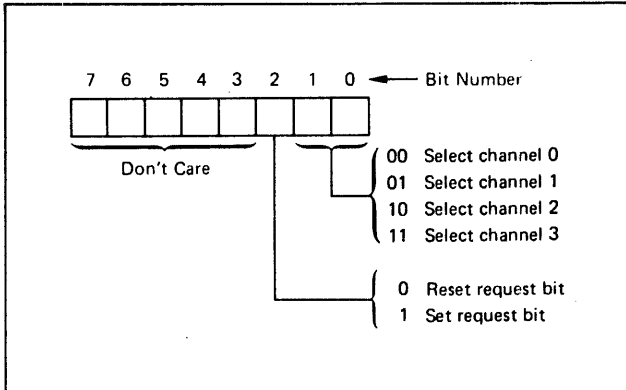 7 6 5 4 3 2 1 0 Bit Number
Don't Care
00 Select channel 0
01 Select channel 1
10 Select channel 2
11 Select channel 3
0 Reset request bit
1 Set request bit